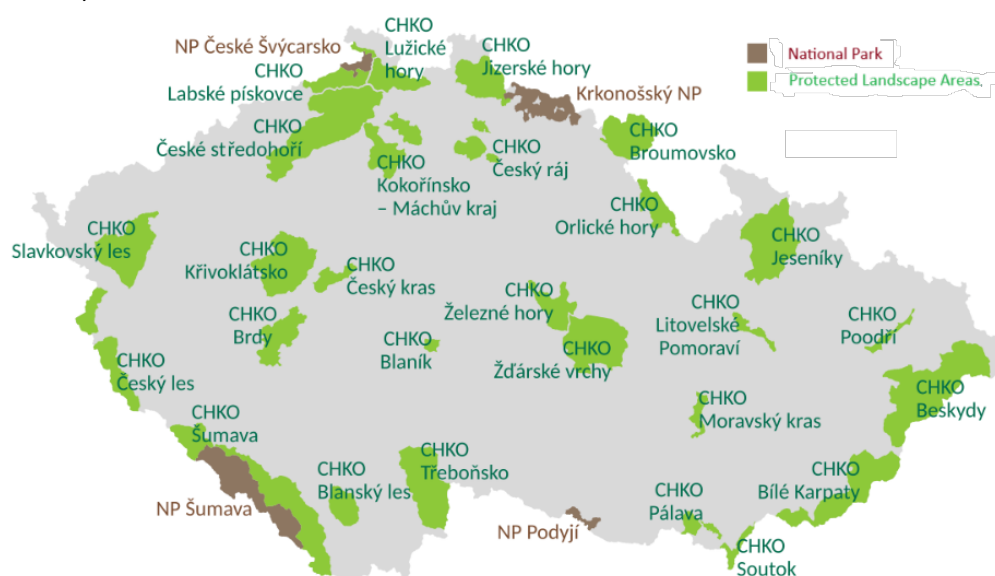 NP České Švýcarsko
CHKO
Lužické
hory
CHKO
Jizerské hory
National Park
Protected Landscape Areas.
CHKO
Labské pískovce
Krkonošský NP
CHKO
České středohoří
CHKO
Broumovsko
CHKO
Český ráj
CHKO
Kokořínsko
– Máchův kraj
CHKO
Orlické hory
CHKO
Slavkovský les
CHKO
Jeseníky
CHKO
Křivoklátsko
CHKO
Český kras
CHKO
Železné hory
CHKO
Litovelské
Pomoraví
CHKO
Poodří
CHKO
Brdy
CHKO
Blaník
CHKO
Žďárské vrchy
CHKO
Český les
CHKO
Beskydy
CHKO
Moravský kras
CHKO
Šumava
CHKO
Třeboňsko
CHKO
Blanský les
CHKO
Bílé Karpaty
NP Šumava
CHKO
Pálava
NP Podyjí
CHKO
Soutok